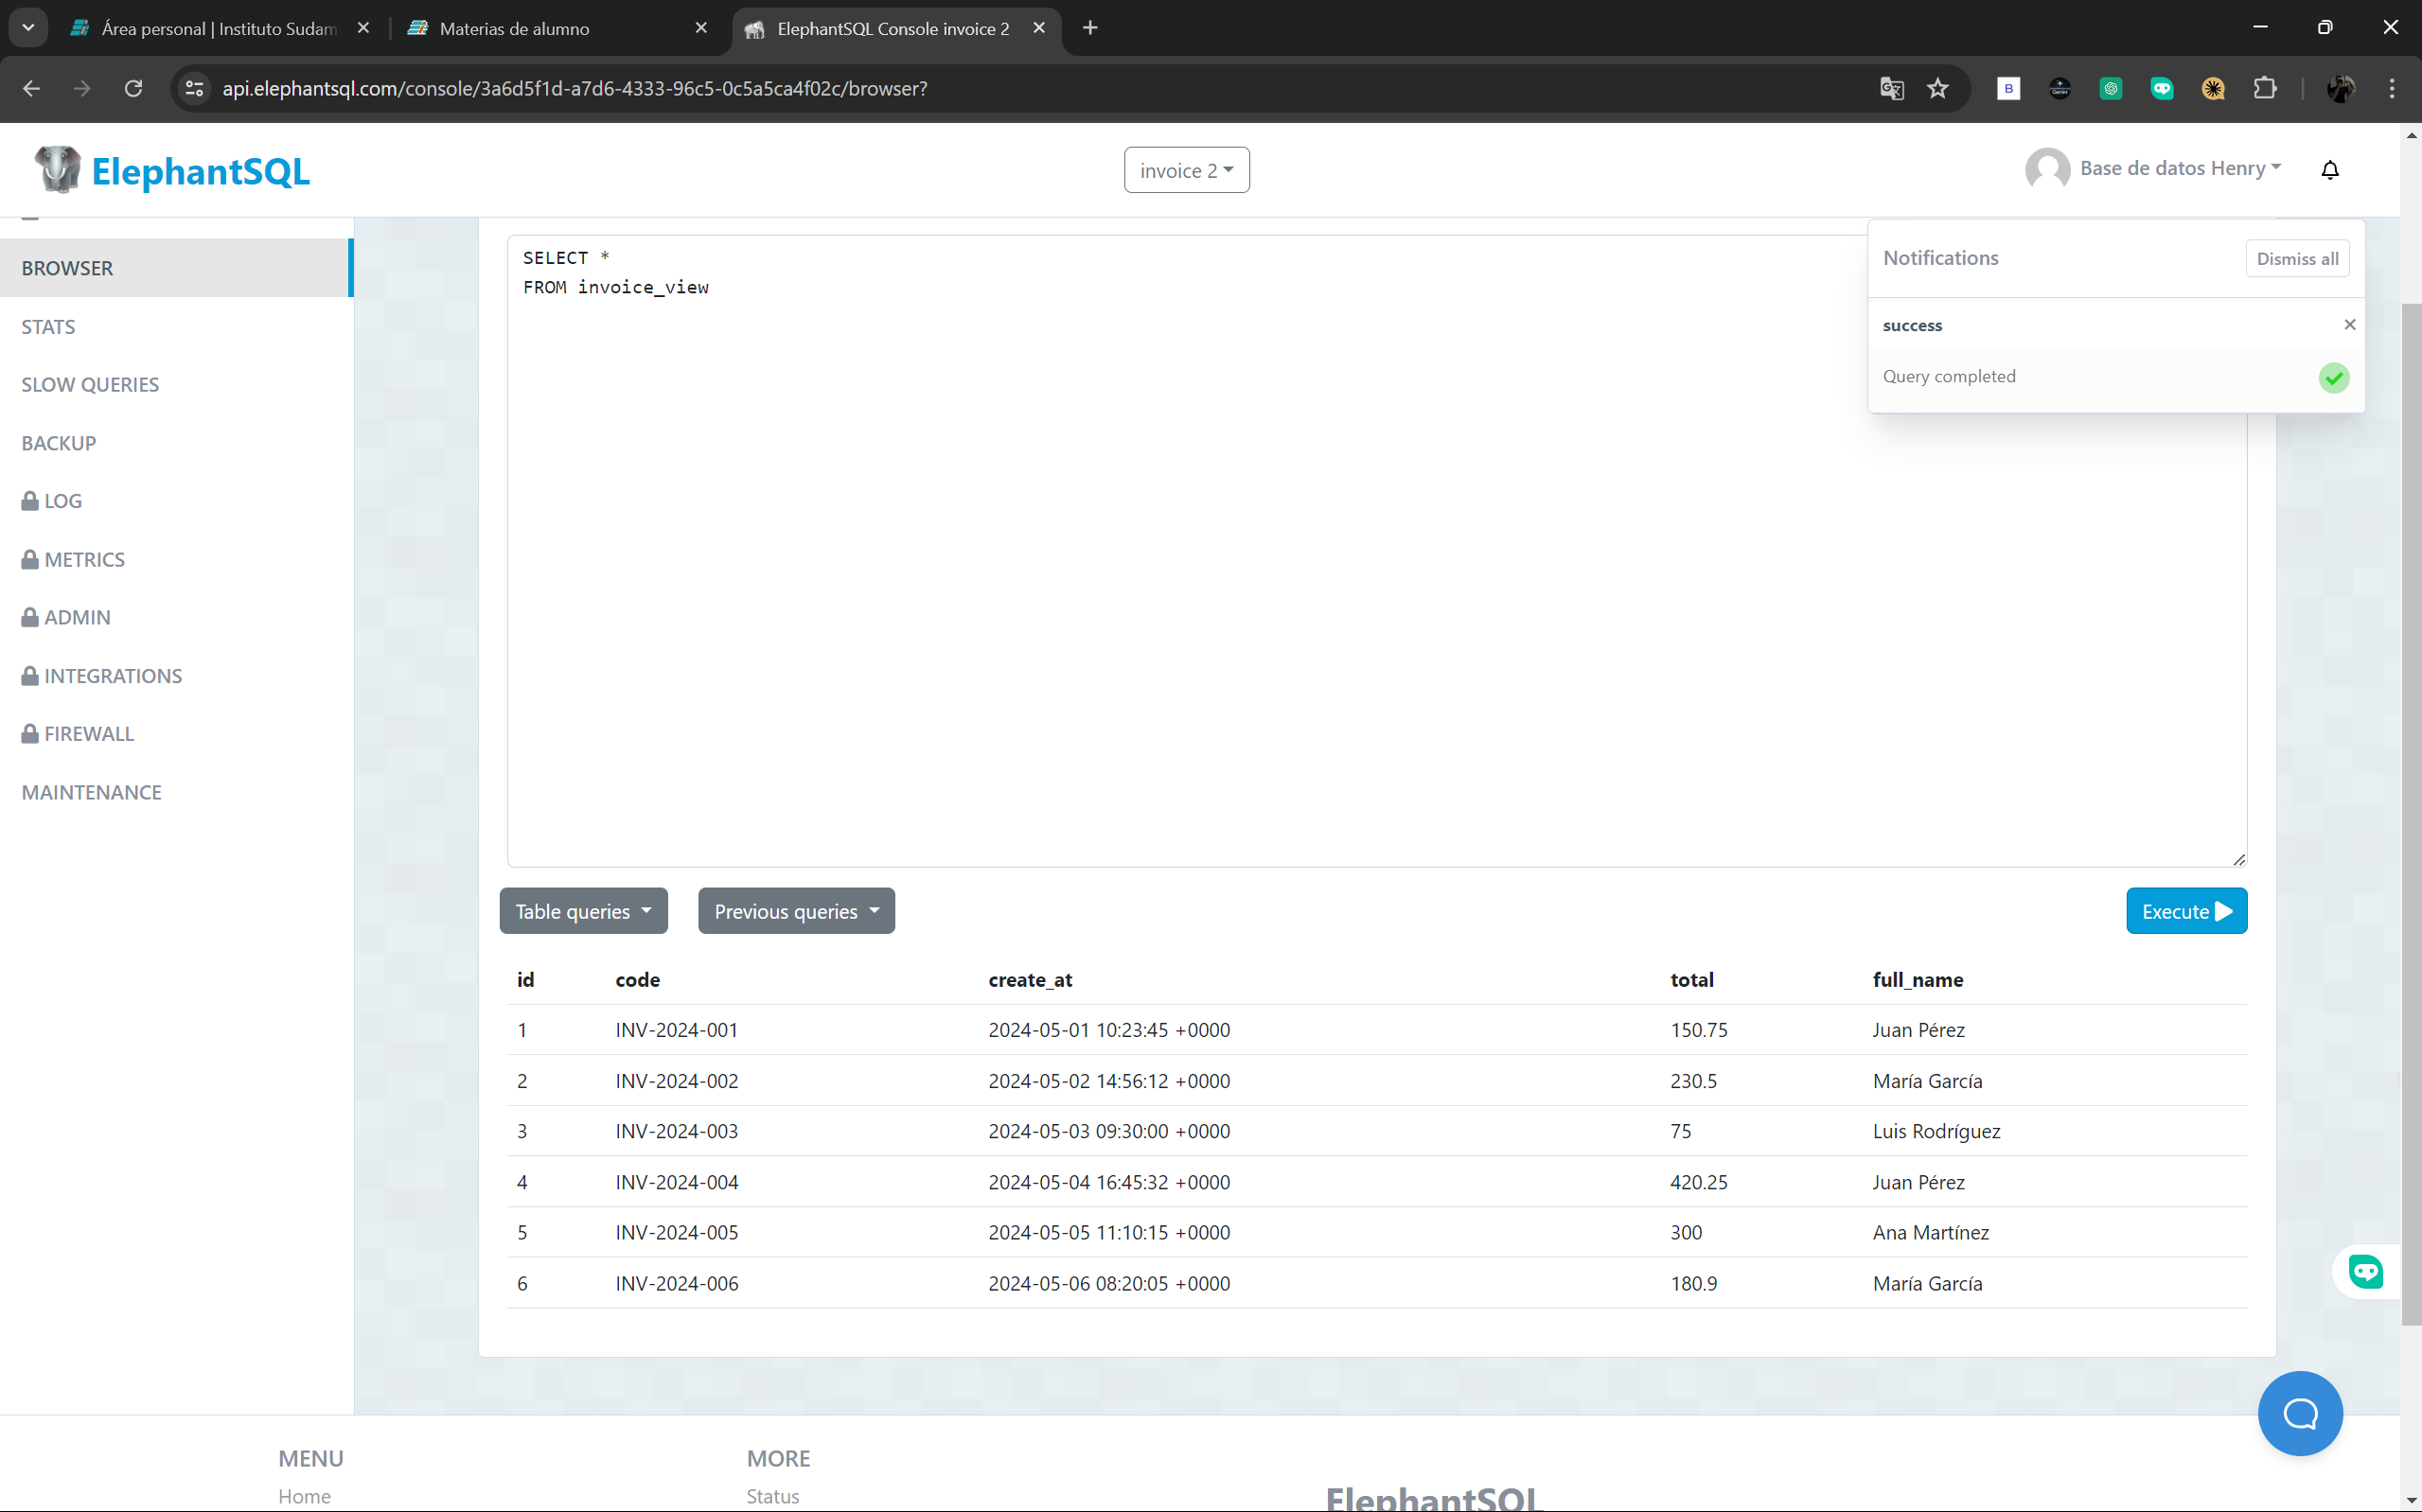 Área personal | Instituto Sudam
Materias de alumno
ElephantSQL Console invoice 2
api.elephantsql.com/console/3a6d5f1d-a7d6-4333-96c5-0c5a5ca4f02c/browser?
ElephantSQL
invoice 2
Base de datos Henry
BROWSER
STATS
SLOW QUERIES
BACKUP
LOG
METRICS
ADMIN
INTEGRATIONS
FIREWALL
MAINTENANCE
SELECT *
FROM invoice_view
Notifications
Dismiss all
success
Query completed
Table queries
Previous queries
Execute
id code create_at total full_name
1 INV-2024-001 2024-05-01 10:23:45 +0000 150.75 Juan Pérez
2 INV-2024-002 2024-05-02 14:56:12 +0000 230.5 María García
3 INV-2024-003 2024-05-03 09:30:00 +0000 75 Luis Rodríguez
4 INV-2024-004 2024-05-04 16:45:32 +0000 420.25 Juan Pérez
5 INV-2024-005 2024-05-05 11:10:15 +0000 300 Ana Martínez
6 INV-2024-006 2024-05-06 08:20:05 +0000 180.9 María García
MENU
Home
MORE
Status
ElephantSQL